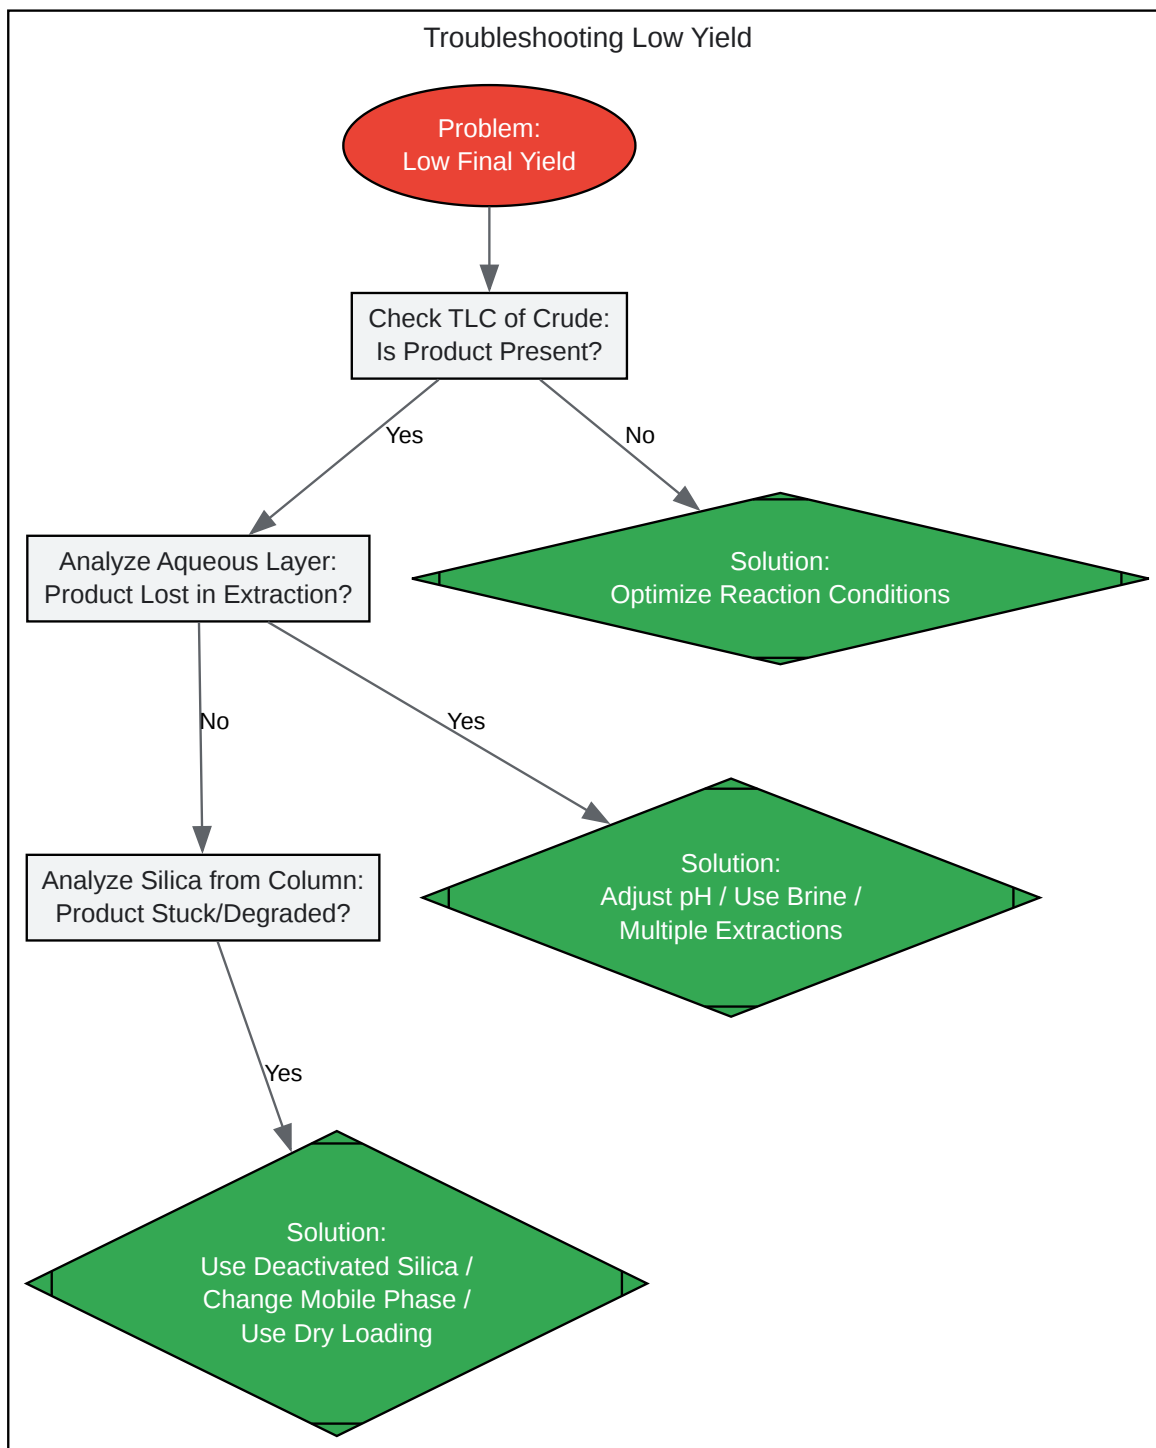 Troubleshooting Low Yield
Problem:
Low Final Yield
Check TLC of Crude:
Is Product Present?
Yes
No
Analyze Aqueous Layer:
Product Lost in Extraction?
Solution:
Optimize Reaction Conditions
No
Yes
Analyze Silica from Column:
Product Stuck/Degraded?
Solution:
Adjust pH / Use Brine /
Multiple Extractions
Yes
Solution:
Use Deactivated Silica /
Change Mobile Phase /
Use Dry Loading